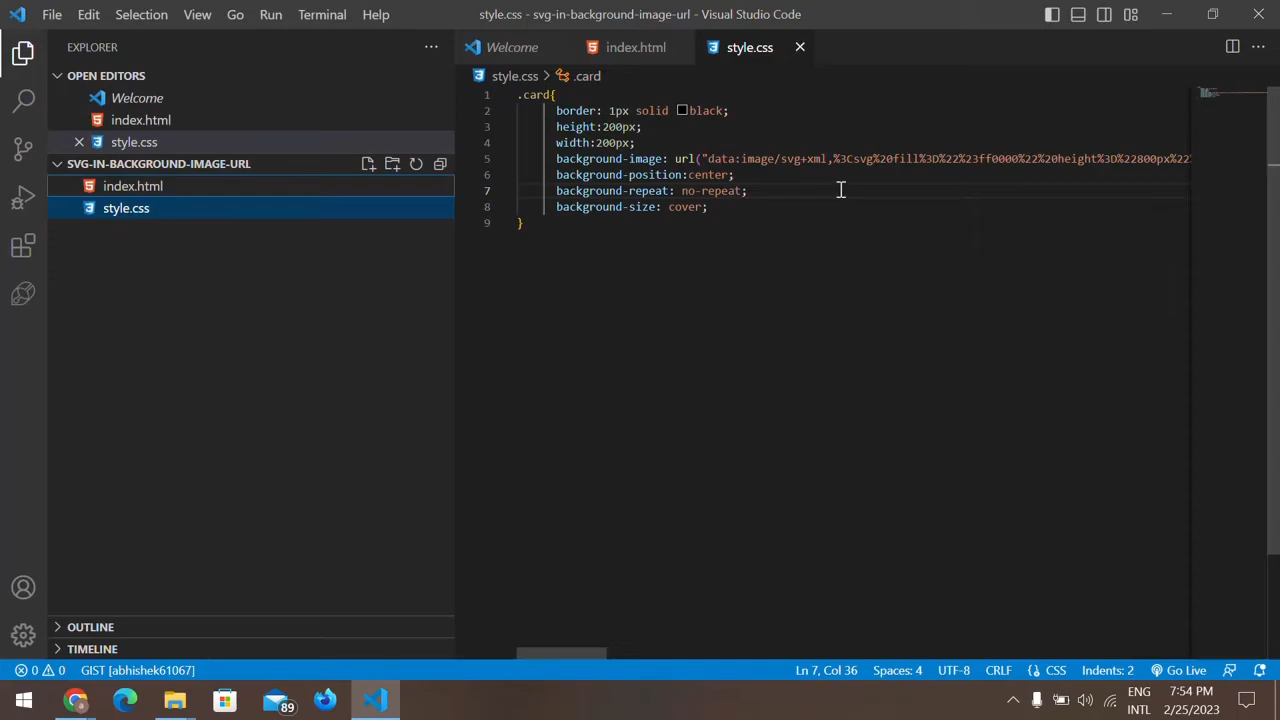 File Edit Selection View Go Run Terminal Help
style.css - svg-in-background-image-url - Visual Studio Code
EXPLORER
OPEN EDITORS
Welcome
index.html
style.css
SVG-IN-BACKGROUND-IMAGE-URL
index.html
style.css
OUTLINE
TIMELINE
Welcome index.html style.css
style.css > .card
1 .card{
2 border: 1px solid black;
3 height:200px;
4 width:200px;
5 background-image: url("data:image/svg+xml,%3Csvg%20fill%3D%22%23ff0000%22%20height%3D%22800px%22
6 background-position:center;
7 background-repeat: no-repeat;
8 background-size: cover;
9 }
0 0 GIST [abhishek61067] Ln 7, Col 36 Spaces: 4 UTF-8 CRLF {} CSS Indents: 2 Go Live
89
ENG
INTL
7:54 PM
2/25/2023